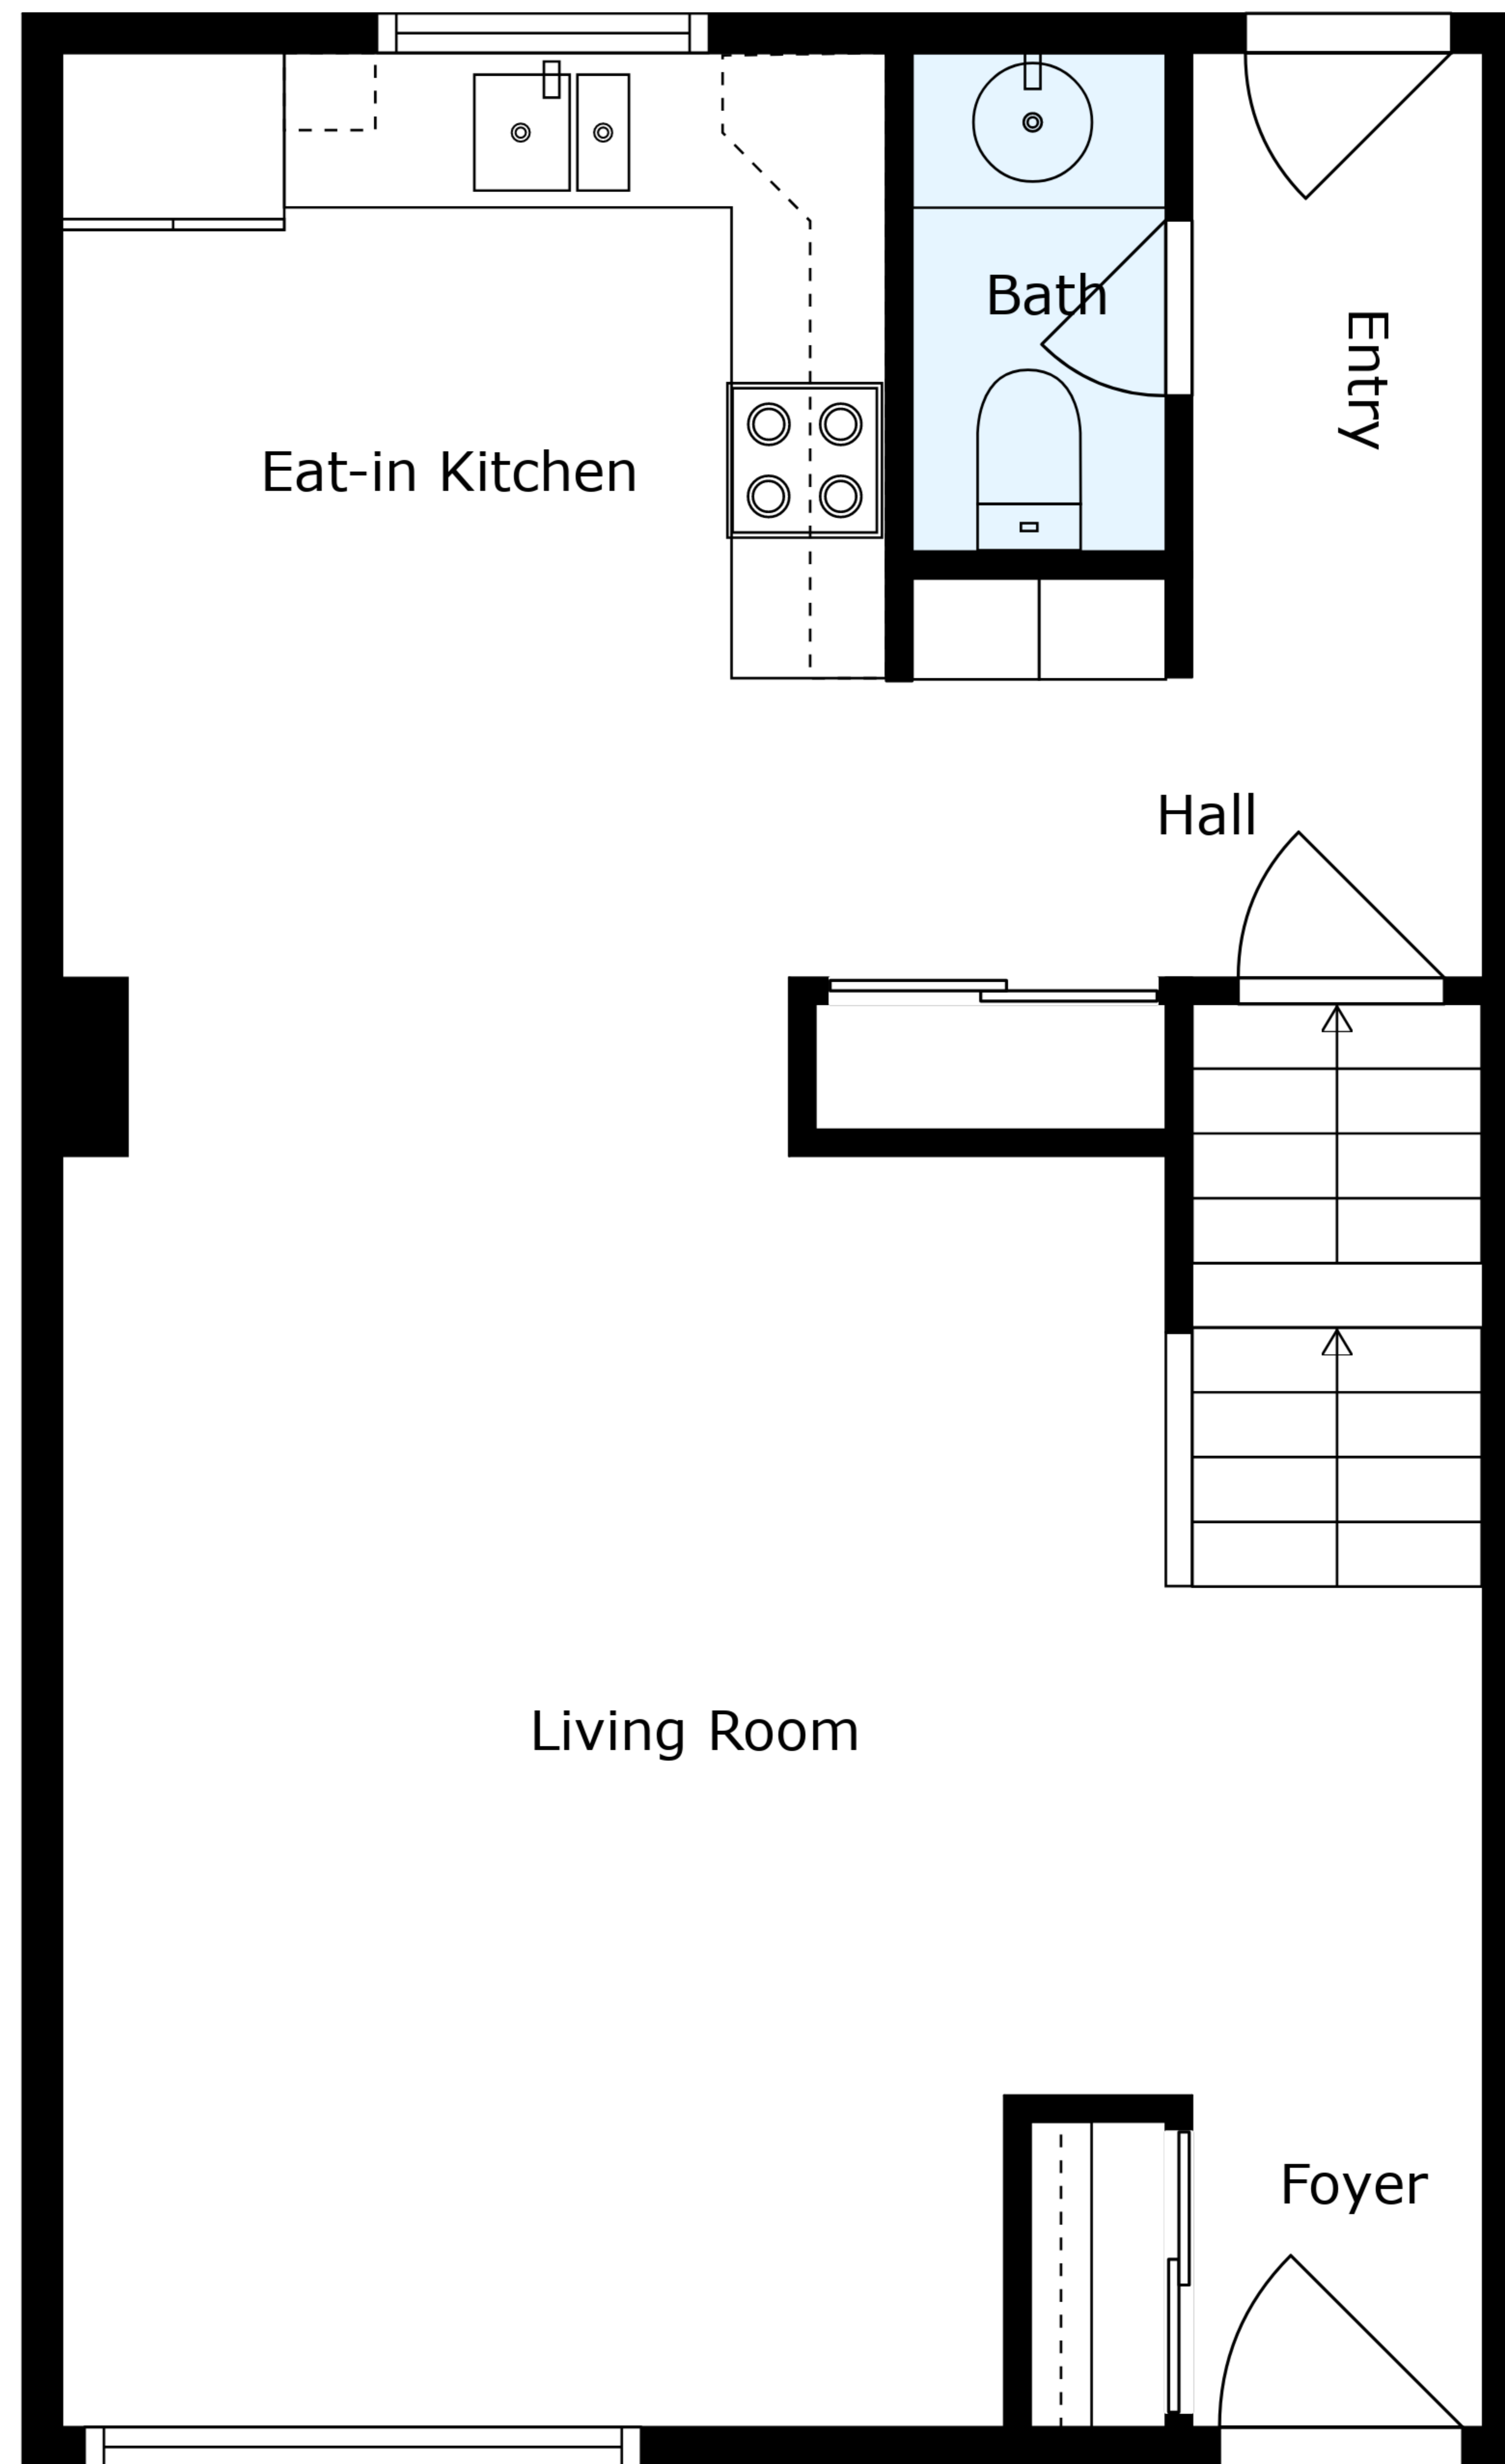 Bath
Entry
Eat-in Kitchen
Hall
Living Room
Foyer